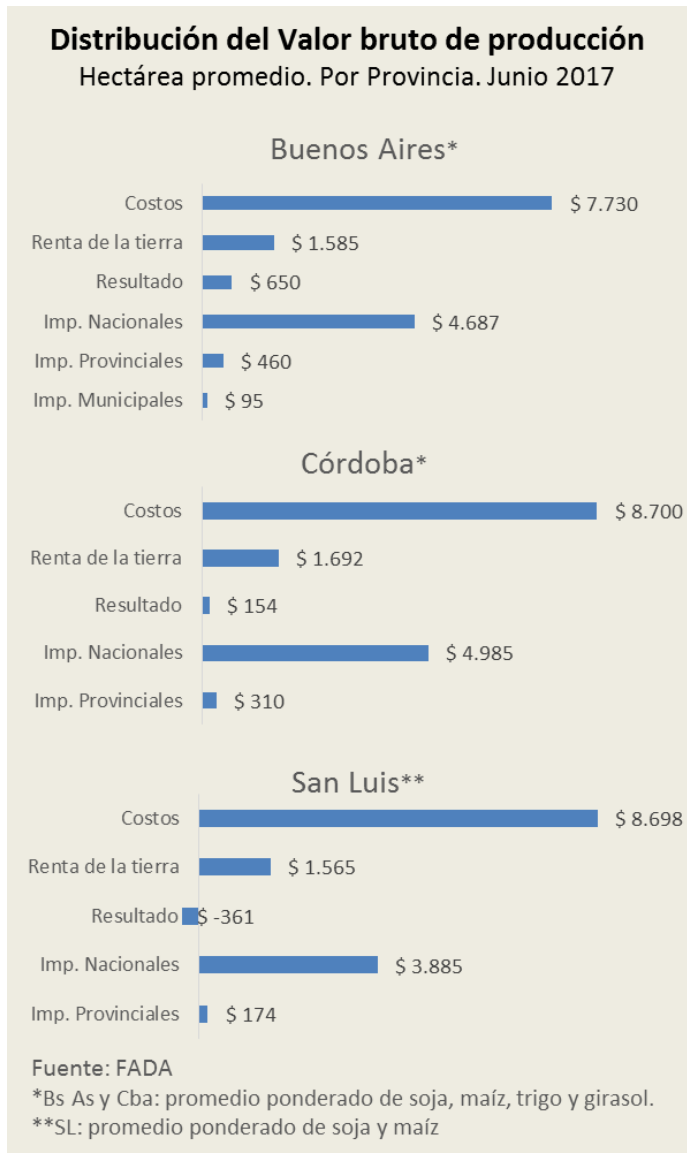 Distribución del Valor bruto de producción
Hectárea promedio. Por Provincia. Junio 2017
Buenos Aires*
Costos $ 7.730
Renta de la tierra $ 1.585
Resultado $ 650
Imp. Nacionales $ 4.687
Imp. Provinciales $ 460
Imp. Municipales $ 95
Córdoba*
Costos $ 8.700
Renta de la tierra $ 1.692
Resultado $ 154
Imp. Nacionales $ 4.985
Imp. Provinciales $ 310
San Luis**
Costos $ 8.698
Renta de la tierra $ 1.565
Resultado $ -361
Imp. Nacionales $ 3.885
Imp. Provinciales $ 174
Fuente: FADA
*Bs As y Cba: promedio ponderado de soja, maíz, trigo y girasol.
**SL: promedio ponderado de soja y maíz